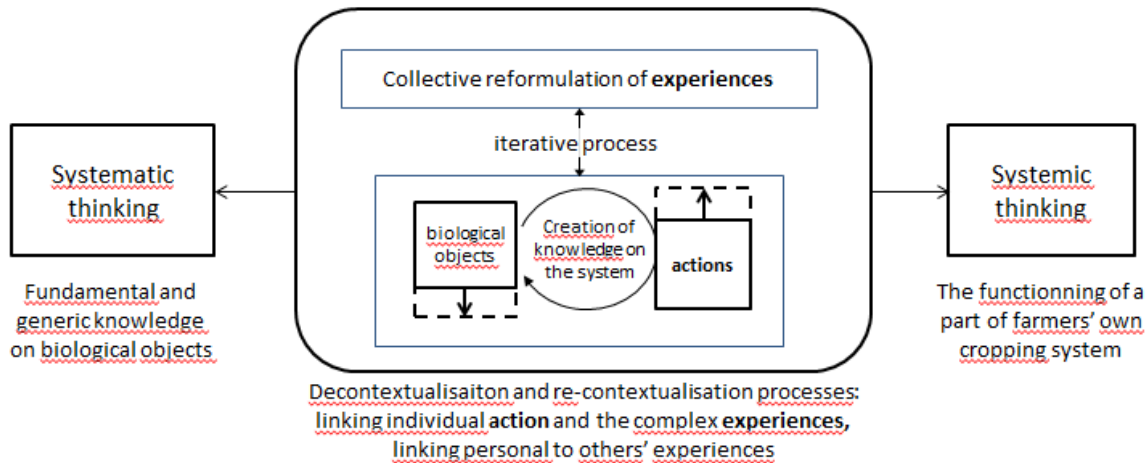 Collective reformulation of experiences
iterative process
Systematic
thinking
Fundamental and
generic knowledge
on biological objects
biological
objects
Creation of
knowledge on
the system
actions
Systemic
thinking
The functionning of a
part of farmers' own
cropping system
Decontextualisaiton and re-contextualisation processes:
linking individual action and the complex experiences,
linking personal to others' experiences